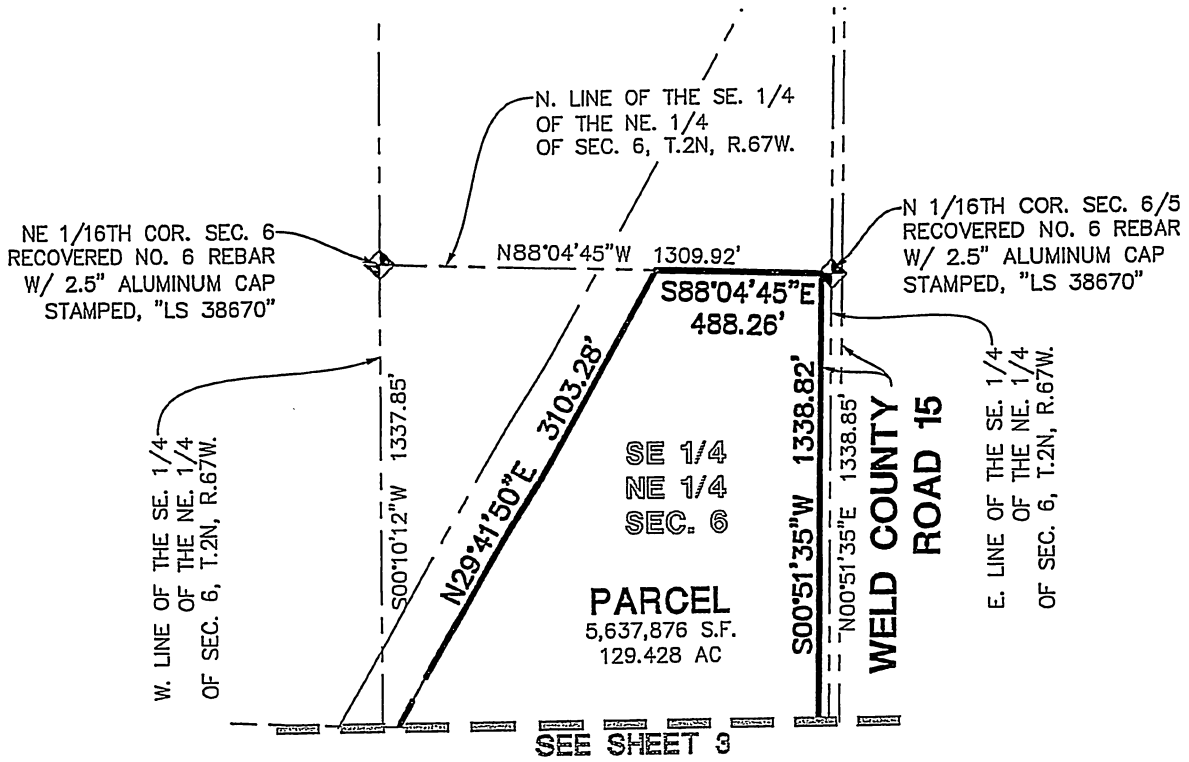 N. LINE OF THE SE. 1/4
OF THE NE. 1/4
OF SEC. 6, T.2N, R.67W.
NE 1/16TH COR. SEC. 6
RECOVERED NO. 6 REBAR
W/ 2.5" ALUMINUM CAP
STAMPED, "LS 38670"
N88°04'45"W 1309.92'
N 1/16TH COR. SEC. 6/5
RECOVERED NO. 6 REBAR
W/ 2.5" ALUMINUM CAP
STAMPED, "LS 38670"
S88°04'45"E
488.26'
W. LINE OF THE SE. 1/4
OF THE NE. 1/4
OF SEC. 6, T.2N, R.67W.
S00°10'12"W 1337.85'
N29°41'50"E 3103.28'
SE 1/4
NE 1/4
SEC. 6
PARCEL
5,637,876 S.F.
129.428 AC
S00°51'35"W 1338.82'
N00°51'35"E 1338.85'
WELD COUNTY
ROAD 15
E. LINE OF THE SE. 1/4
OF THE NE. 1/4
OF SEC. 6, T.2N, R.67W.
SEE SHEET 3